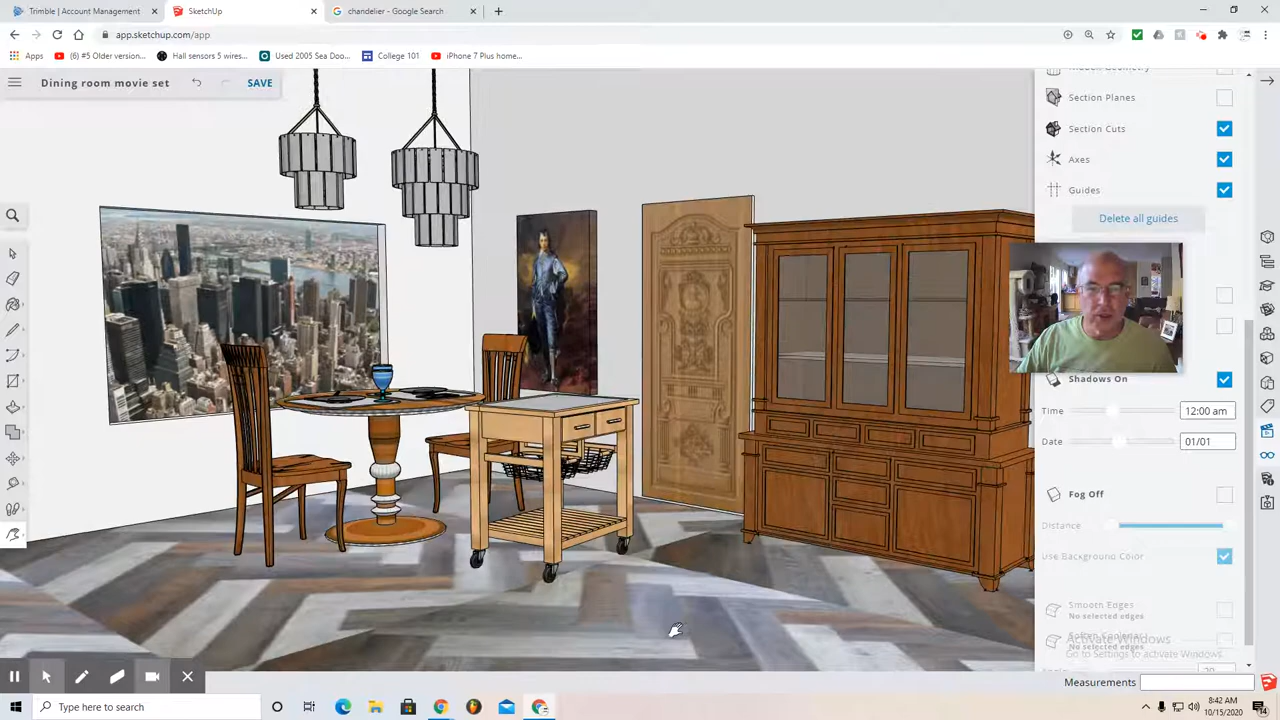 Trimble | Account Management
SketchUp
chandelier - Google Search
app.sketchup.com/app
Apps
(6) #5 Older version...
Hall sensors 5 wires...
Used 2005 Sea Doo...
College 101
iPhone 7 Plus home...
Dining room movie set
SAVE
Section Planes
Section Cuts
Axes
Guides
Delete all guides
Shadows On
Time
12:00 am
Date
01/01
Fog Off
Distance
Use Background Color
Smooth Edges
No selected edges
Activate Windows
No selected edges
Go to Settings to activate Windows.
Measurements
Type here to search
8:42 AM
10/15/2020